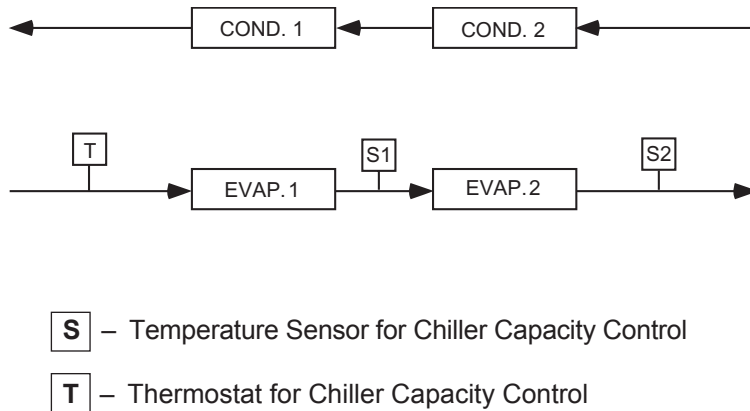 COND. 1
COND. 2
T
S1
S2
EVAP. 1
EVAP. 2
S – Temperature Sensor for Chiller Capacity Control
T – Thermostat for Chiller Capacity Control